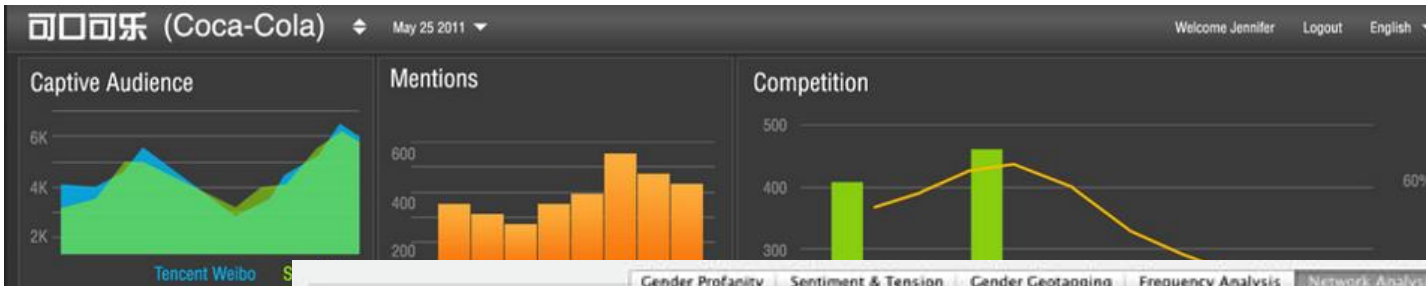 可口可乐 (Coca-Cola) May 25 2011 Welcome Jennifer Logout English
Captive Audience Mentions Competition
500
6K 600
4K 400 400 60%
2K 200 300
Tencent Weibo
Gender Profanity Sentiment & Tension Gender Geotagging Frequency Analysis Network